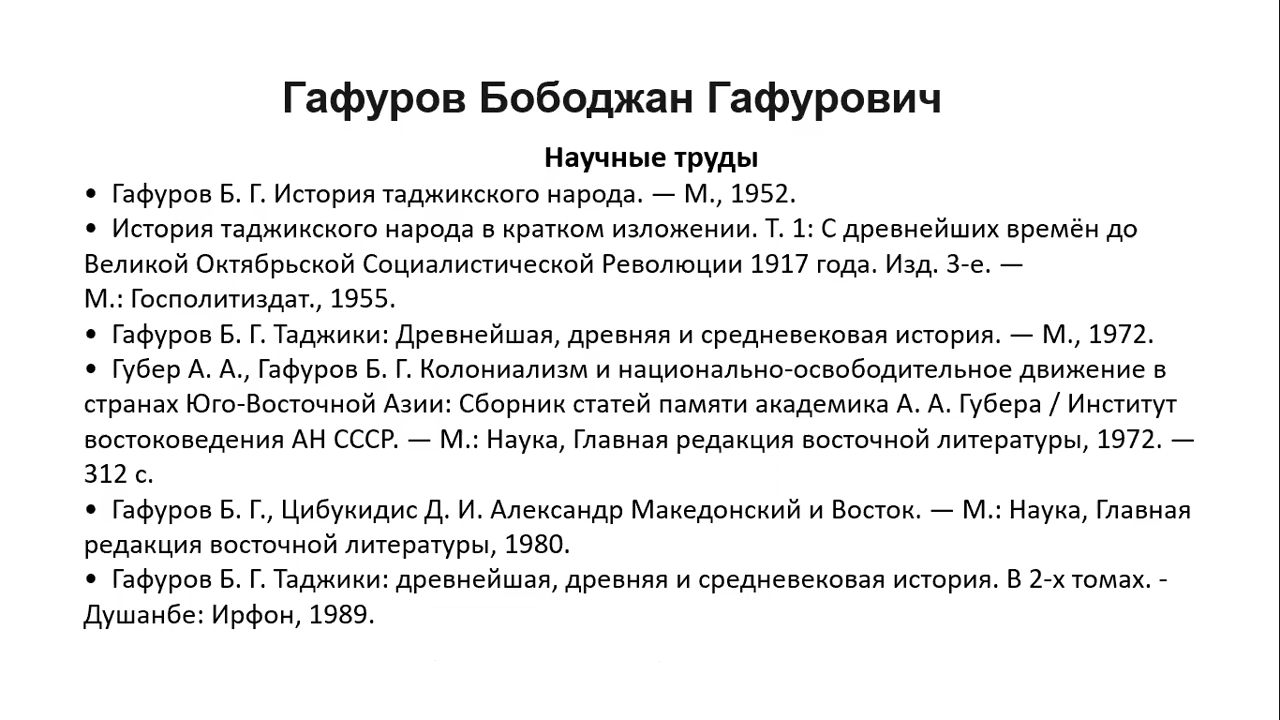 Гафуров Бободжан Гафурович
Научные труды
• Гафуров Б. Г. История таджикского народа. — М., 1952.
• История таджикского народа в кратком изложении. Т. 1: С древнейших времён до
Великой Октябрьской Социалистической Революции 1917 года. Изд. 3-е. —
М.: Госполитиздат., 1955.
• Гафуров Б. Г. Таджики: Древнейшая, древняя и средневековая история. — М., 1972.
• Губер А. А., Гафуров Б. Г. Колониализм и национально-освободительное движение в
странах Юго-Восточной Азии: Сборник статей памяти академика А. А. Губера / Институт
востоковедения АН СССР. — М.: Наука, Главная редакция восточной литературы, 1972. —
312 с.
• Гафуров Б. Г., Цибукидис Д. И. Александр Македонский и Восток. — М.: Наука, Главная
редакция восточной литературы, 1980.
• Гафуров Б. Г. Таджики: древнейшая, древняя и средневековая история. В 2-х томах. -
Душанбе: Ирфон, 1989.